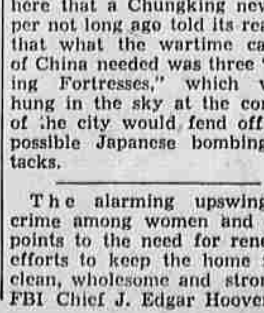 here that a Chungking new
per not long ago told its rea
that what the wartime ca
of China needed was three "
ing Fortresses," which
hung in the sky at the co
of the city would fend off
possible Japanese bombing
tacks.
The alarming upswing
crime among women and
points to the need for rene
efforts to keep the home
clean, wholesome and stron
FBI Chief J. Edgar Hoover